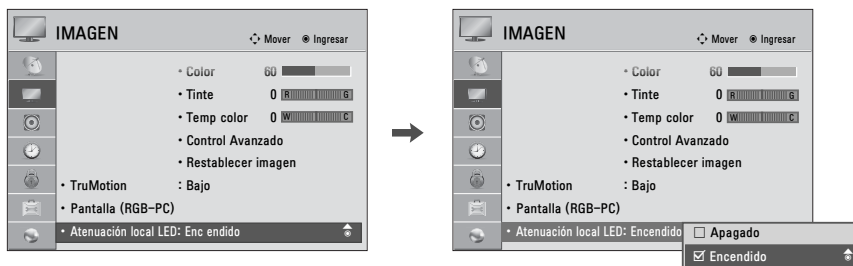 IMAGEN
Mover
Ingresar
• Color 60
• Tinte 0 R G
• Temp color 0 W C
• Control Avanzado
• Restablecer imagen
• TruMotion : Bajo
• Pantalla (RGB-PC)
• Atenuación local LED: Enc endido
IMAGEN
Mover
Ingresar
• Color 60
• Tinte 0 R G
• Temp color 0 W C
• Control Avanzado
• Restablecer imagen
• TruMotion : Bajo
• Pantalla (RGB-PC)
• Atenuación local LED: Encendido
Apagado
Encendido